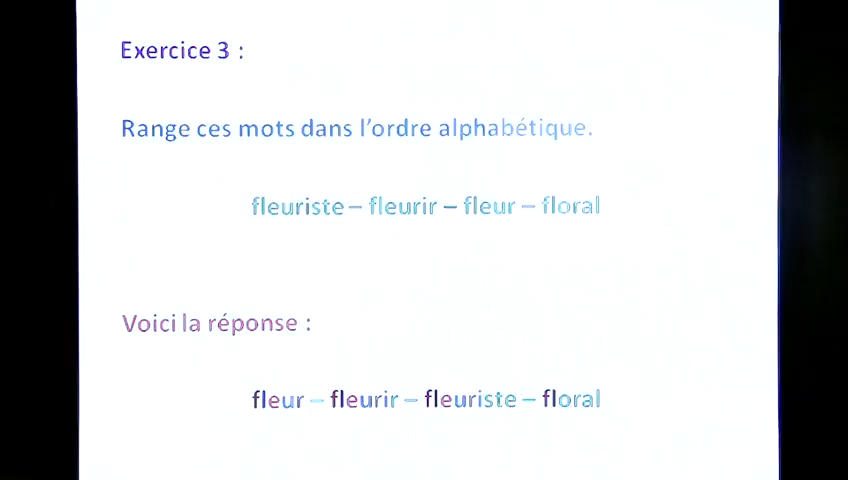 Exercice 3 :
Range ces mots dans l’ordre alphabétique.
fleuriste – fleurir – fleur – floral
Voici la réponse :
fleur – fleurir – fleuriste – floral